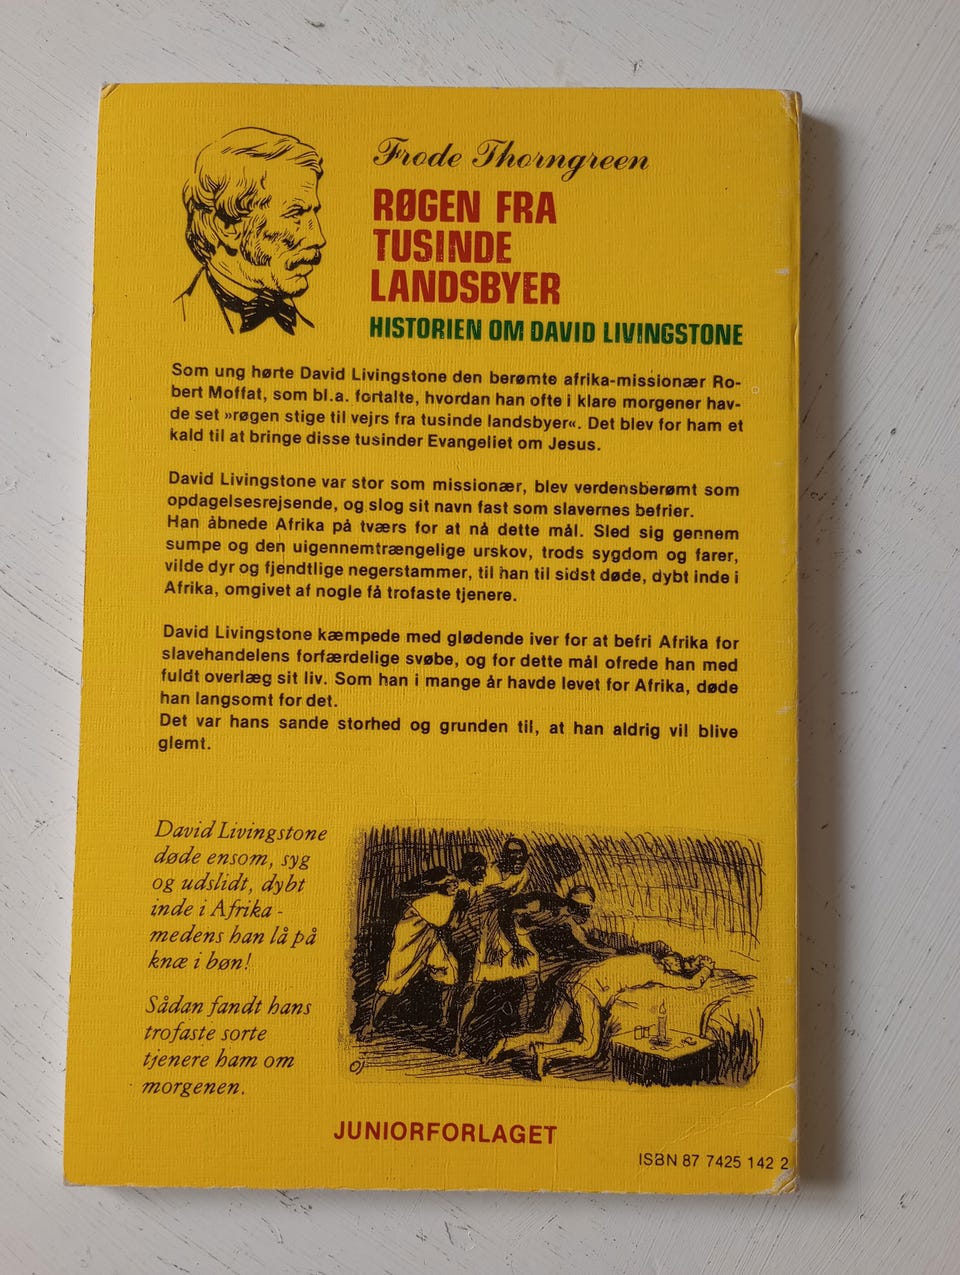 Frode Thorngreen
RØGEN FRA
TUSINDE
LANDSBYER
HISTORIEN OM DAVID LIVINGSTONE
Som ung hørte David Livingstone den berømte afrika-missionær Ro-
bert Moffat, som bl.a. fortalte, hvordan han ofte i klare morgener hav-
de set »røgen stige til vejrs fra tusinde landsbyer«. Det blev for ham et
kald til at bringe disse tusinder Evangeliet om Jesus.
David Livingstone var stor som missionær, blev verdensberømt som
opdagelsesrejsende, og slog sit navn fast som slavernes befrier.
Han åbnede Afrika på tværs for at nå dette mål. Sled sig gennem
sumpe og den uigennemtrængelige urskov, trods sygdom og farer,
vilde dyr og fjendtlige negerstammer, til han til sidst døde, dybt inde i
Afrika, omgivet af nogle få trofaste tjenere.
David Livingstone kæmpede med glødende iver for at befri Afrika for
slavehandelens forfærdelige svøbe, og for dette mål ofrede han med
fuldt overlæg sit liv. Som han i mange år havde levet for Afrika, døde
han langsomt for det.
Det var hans sande storhed og grunden til, at han aldrig vil blive
glemt.
David Livingstone
døde ensom, syg
og udslidt, dybt
inde i Afrika -
medens han lå på
knæ i bøn!
Sådan fandt hans
trofaste sorte
tjenere ham om
morgenen.
OJ
JUNIORFORLAGET
ISBN 87 7425 142 2